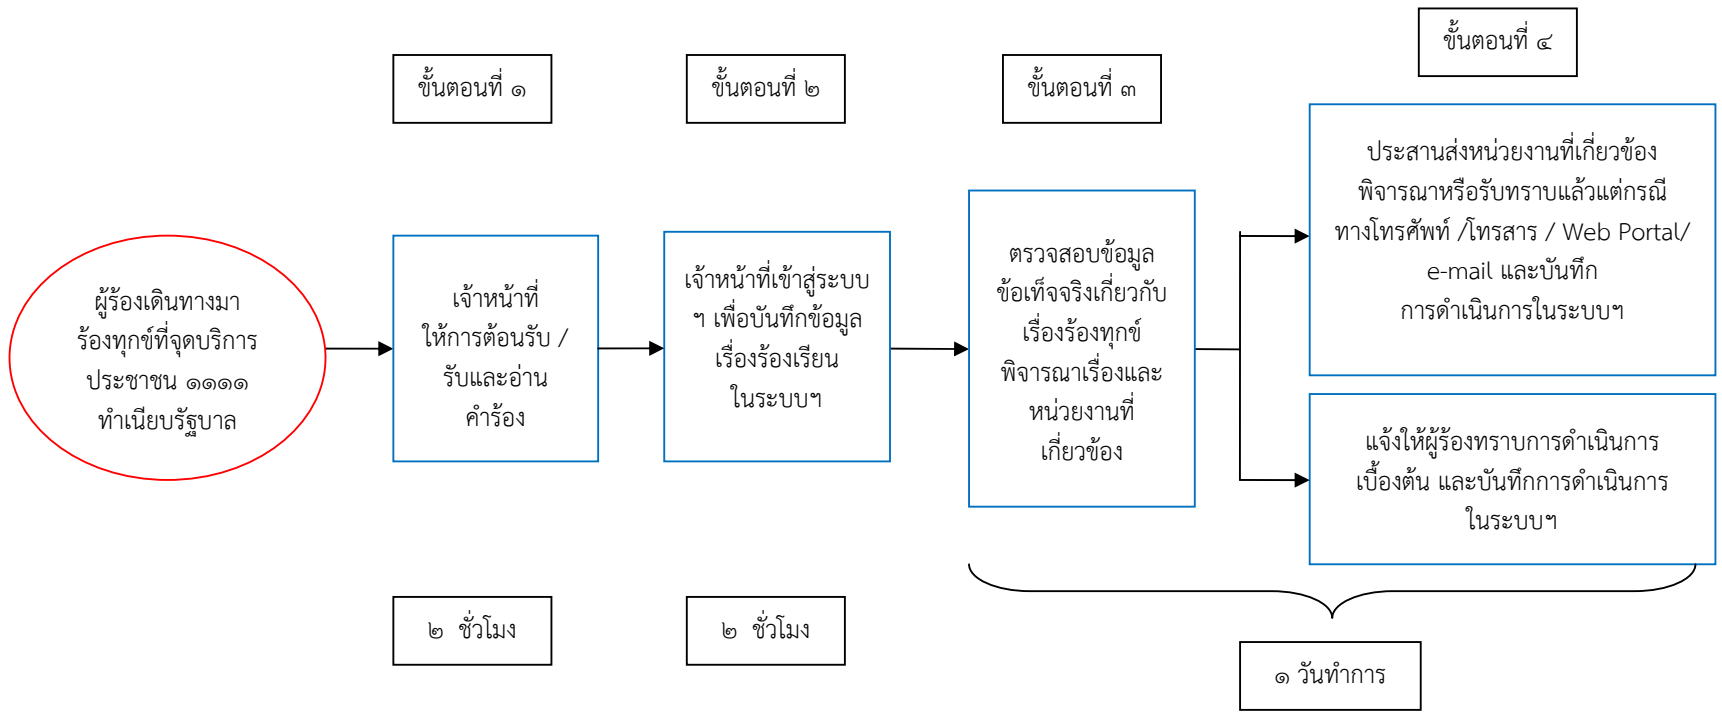 ขั้นตอนที่ ๑
ขั้นตอนที่ ๒
ขั้นตอนที่ ๓
ขั้นตอนที่ ๔
ผู้ร้องเดินทางมา
ร้องทุกข์ที่จุดบริการ
ประชาชน ๑๑๑๑
ทำเนียบรัฐบาล
เจ้าหน้าที่
ให้การต้อนรับ /
รับและอ่าน
คำร้อง
เจ้าหน้าที่เข้าสู่ระบบ
ฯ เพื่อบันทึกข้อมูล
เรื่องร้องเรียน
ในระบบฯ
ตรวจสอบข้อมูล
ข้อเท็จจริงเกี่ยวกับ
เรื่องร้องทุกข์
พิจารณาเรื่องและ
หน่วยงานที่
เกี่ยวข้อง
ประสานส่งหน่วยงานที่เกี่ยวข้อง
พิจารณาหรือรับทราบแล้วแต่กรณี
ทางโทรศัพท์ /โทรสาร / Web Portal/
e-mail และบันทึก
การดำเนินการในระบบฯ
แจ้งให้ผู้ร้องทราบการดำเนินการ
เบื้องต้น และบันทึกการดำเนินการ
ในระบบฯ
๒ ชั่วโมง
๒ ชั่วโมง
๑ วันทำการ